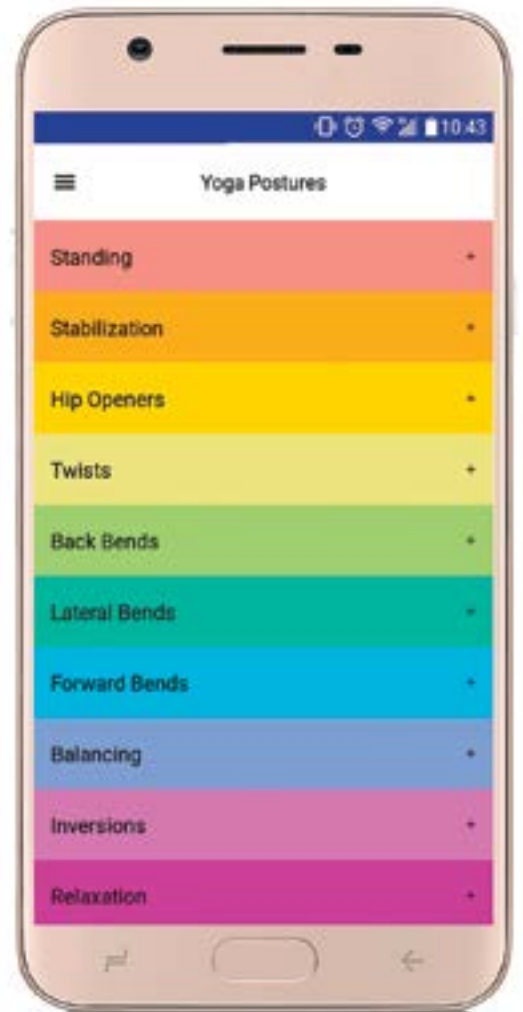 10:43
Yoga Postures
Standing +
Stabilization +
Hip Openers +
Twists +
Back Bends +
Lateral Bends +
Forward Bends +
Balancing +
Inversions +
Relaxation +